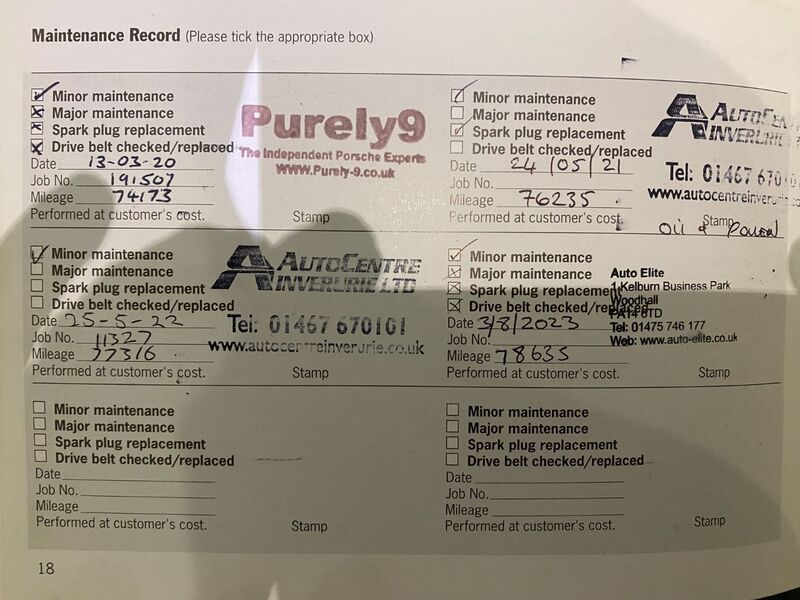 Maintenance Record (Please tick the appropriate box)
Minor maintenance
Major maintenance
Spark plug replacement
Drive belt checked/replaced
Date 13-03-20
Job No. 191507
Mileage 74173
Performed at customer's cost.
Stamp
Purely9
The Independent Porsche Experts
www.Purely-9.co.uk
Minor maintenance
Major maintenance
Spark plug replacement
Drive belt checked/replaced
Date 24/05/21
Job No.
Mileage 76235
Performed at customer's cost.
Stamp
AUTOCENTRE
INVERURIE
Tel: 01467 67010
www.autocentreinverurie.co
Oil & Pollen
Minor maintenance
Major maintenance
Spark plug replacement
Drive belt checked/replaced
Date 25-5-22
Job No. 11327
Mileage 77316
Performed at customer's cost.
Stamp
AUTOCENTRE
INVERURIE LTD
Tel: 01467 670101
www.autocentreinverurie.co.uk
Minor maintenance
Major maintenance
Spark plug replacement
Drive belt checked/replaced
Date 3/8/2023
Job No.
Mileage 78635
Performed at customer's cost.
Stamp
Auto Elite
1 Kelburn Business Park
Woodhall
PA14 6TD
Tel: 01475 746 177
Web: www.auto-elite.co.uk
Minor maintenance
Major maintenance
Spark plug replacement
Drive belt checked/replaced
Date
Job No.
Mileage
Performed at customer's cost.
Stamp
Minor maintenance
Major maintenance
Spark plug replacement
Drive belt checked/replaced
Date
Job No.
Mileage
Performed at customer's cost.
Stamp
18